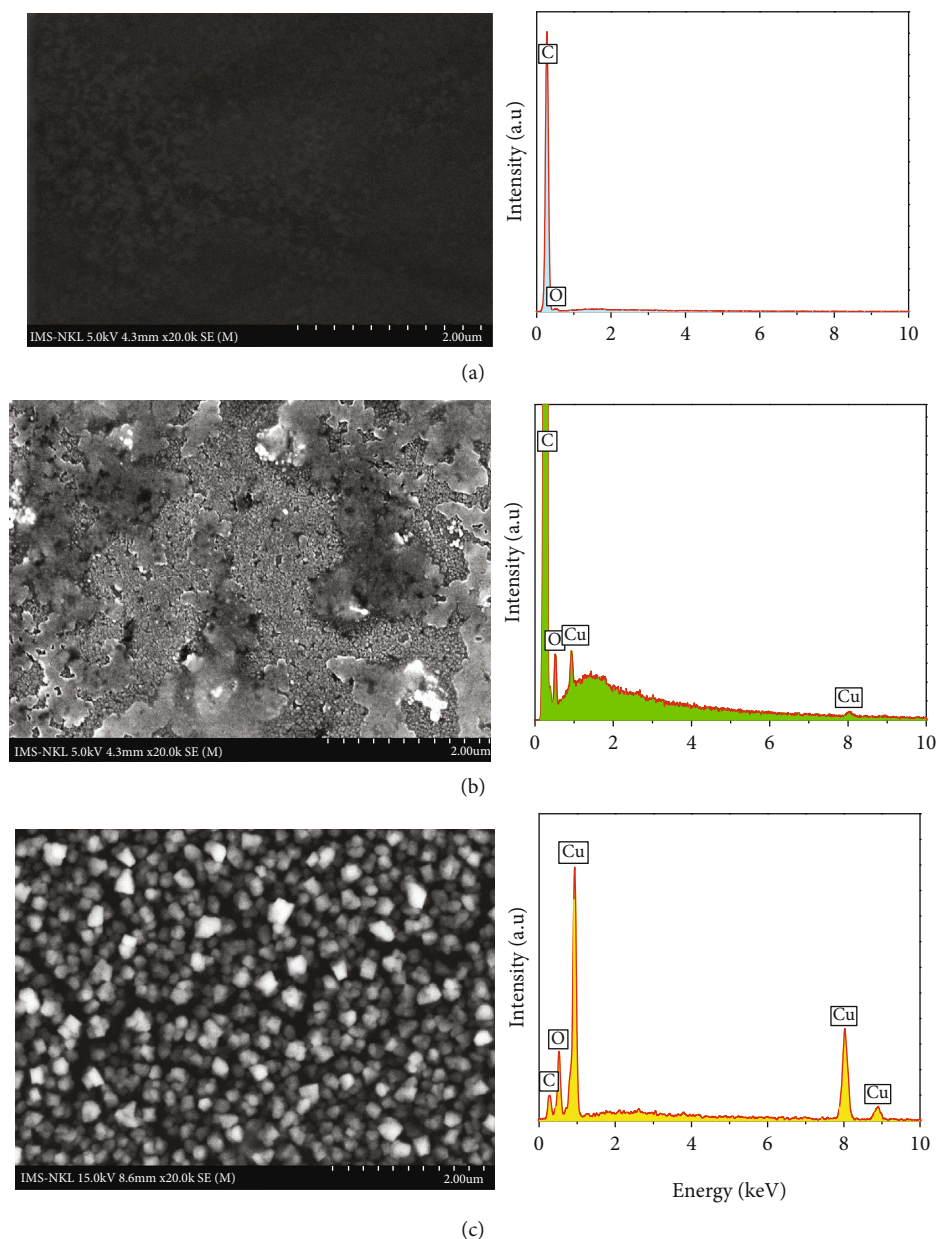 C
O
Intensity (a.u)
0 2 4 6 8 10
IMS-NKL 5.0kV 4.3mm x20.0k SE (M) 2.00um
(a)
C
O Cu
Cu
Intensity (a.u)
0 2 4 6 8 10
IMS-NKL 5.0kV 4.3mm x20.0k SE (M) 2.00um
(b)
Cu
Cu
O
C
Cu
Intensity (a.u)
0 2 4 6 8 10
IMS-NKL 15.0kV 8.6mm x20.0k SE (M) 2.00um
Energy (keV)
(c)